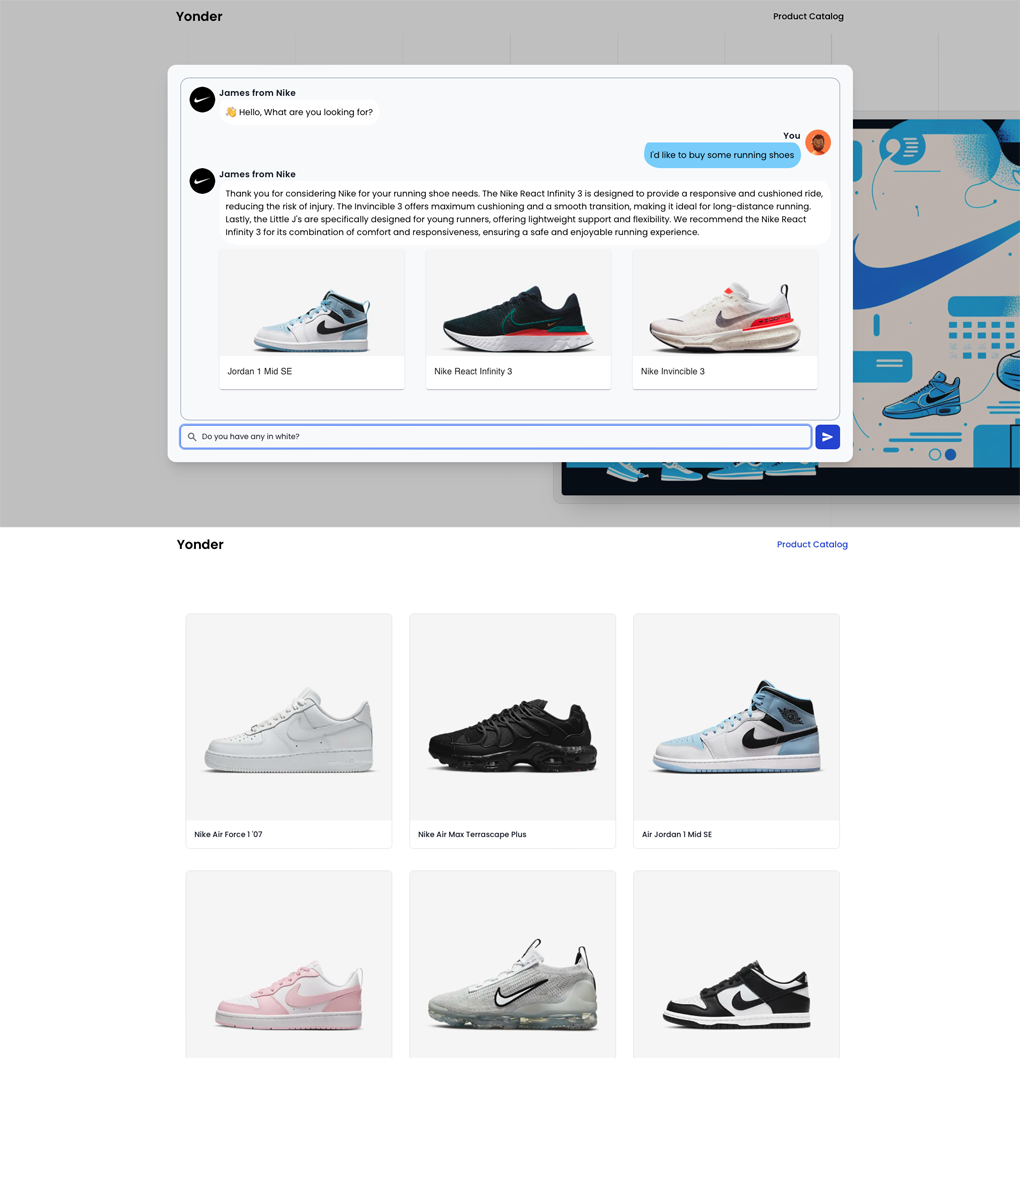 Yonder
Product Catalog
James from Nike
👋 Hello, What are you looking for?
You
I'd like to buy some running shoes
James from Nike
Thank you for considering Nike for your running shoe needs. The Nike React Infinity 3 is designed to provide a responsive and cushioned ride,
reducing the risk of injury. The Invincible 3 offers maximum cushioning and a smooth transition, making it ideal for long-distance running.
Lastly, the Little J's are specifically designed for young runners, offering lightweight support and flexibility. We recommend the Nike React
Infinity 3 for its combination of comfort and responsiveness, ensuring a safe and enjoyable running experience.
Jordan 1 Mid SE
Nike React Infinity 3
Nike Invincible 3
Do you have any in white?
Yonder
Product Catalog
Nike Air Force 1 '07
Nike Air Max Terrascape Plus
Air Jordan 1 Mid SE